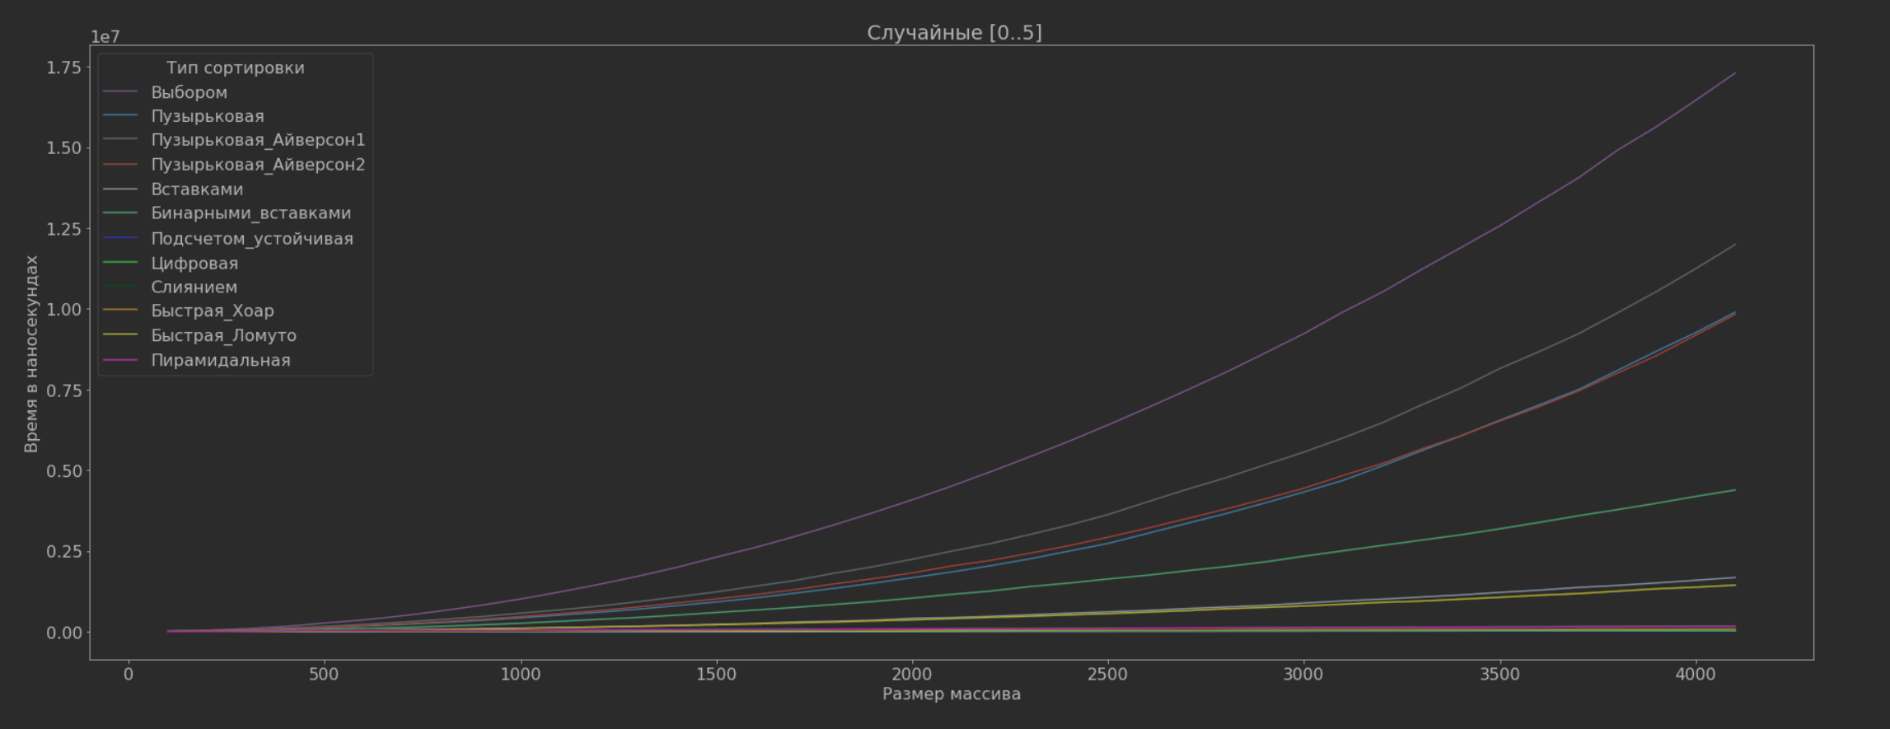 Случайные [0..5]
1e7
Тип сортировки
Выбором
Пузырьковая
Пузырьковая_Айверсон1
Пузырьковая_Айверсон2
Вставками
Бинарными_вставками
Подсчетом_устойчивая
Цифровая
Слиянием
Быстрая_Хоар
Быстрая_Ломуто
Пирамидальная
Время в наносекундах
1.75
1.50
1.25
1.00
0.75
0.50
0.25
0.00
0 500 1000 1500 2000 2500 3000 3500 4000
Размер массива